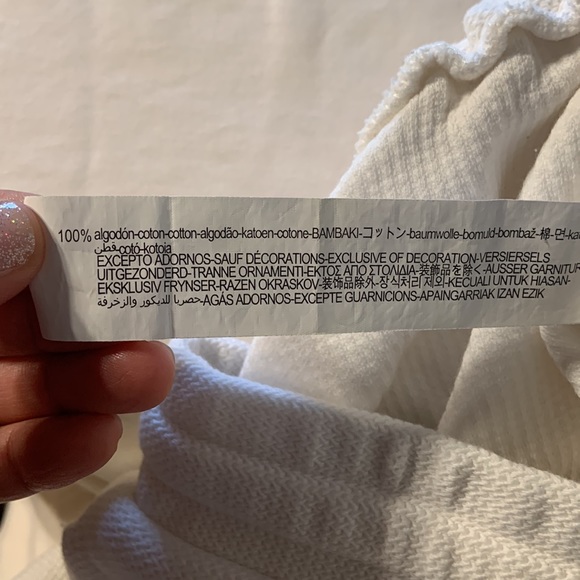 100% algodón-coton-cotton-algodão-katoen-cotone-BAMBAKI-コットン-baumwolle-bomuld-bombaž-棉-면-ka
قطن-cotó-kotoia
EXCEPTO ADORNOS-SAUF DÉCORATIONS-EXCLUSIVE OF DECORATION-VERSIERSELS
UITGEZONDERD-TRANNE ORNAMENTI-ΕΚΤΟΣ ΑΠΟ ΣΤΟΛΙΔΙΑ-装飾品を除く-AUSSER GARNITUR
EKSKLUSIV FRYNSER-RAZEN OKRASKOV-装饰品除外-장식처리 제외-KECUALI UNTUK HIASAN-
حصريا للديكور والزخرفة-AGÁS ADORNOS-EXCEPTE GUARNICIONS-APAINGARRIAK IZAN EZIK